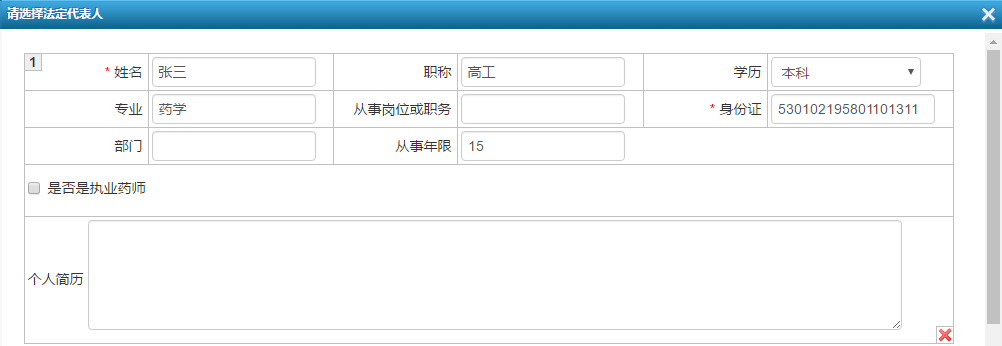 请选择法定代表人
1 * 姓名 张三 职称 高工 学历 本科
专业 药学 从事岗位或职务 * 身份证 530102195801101311
部门 从事年限 15
是否是执业药师
个人简历